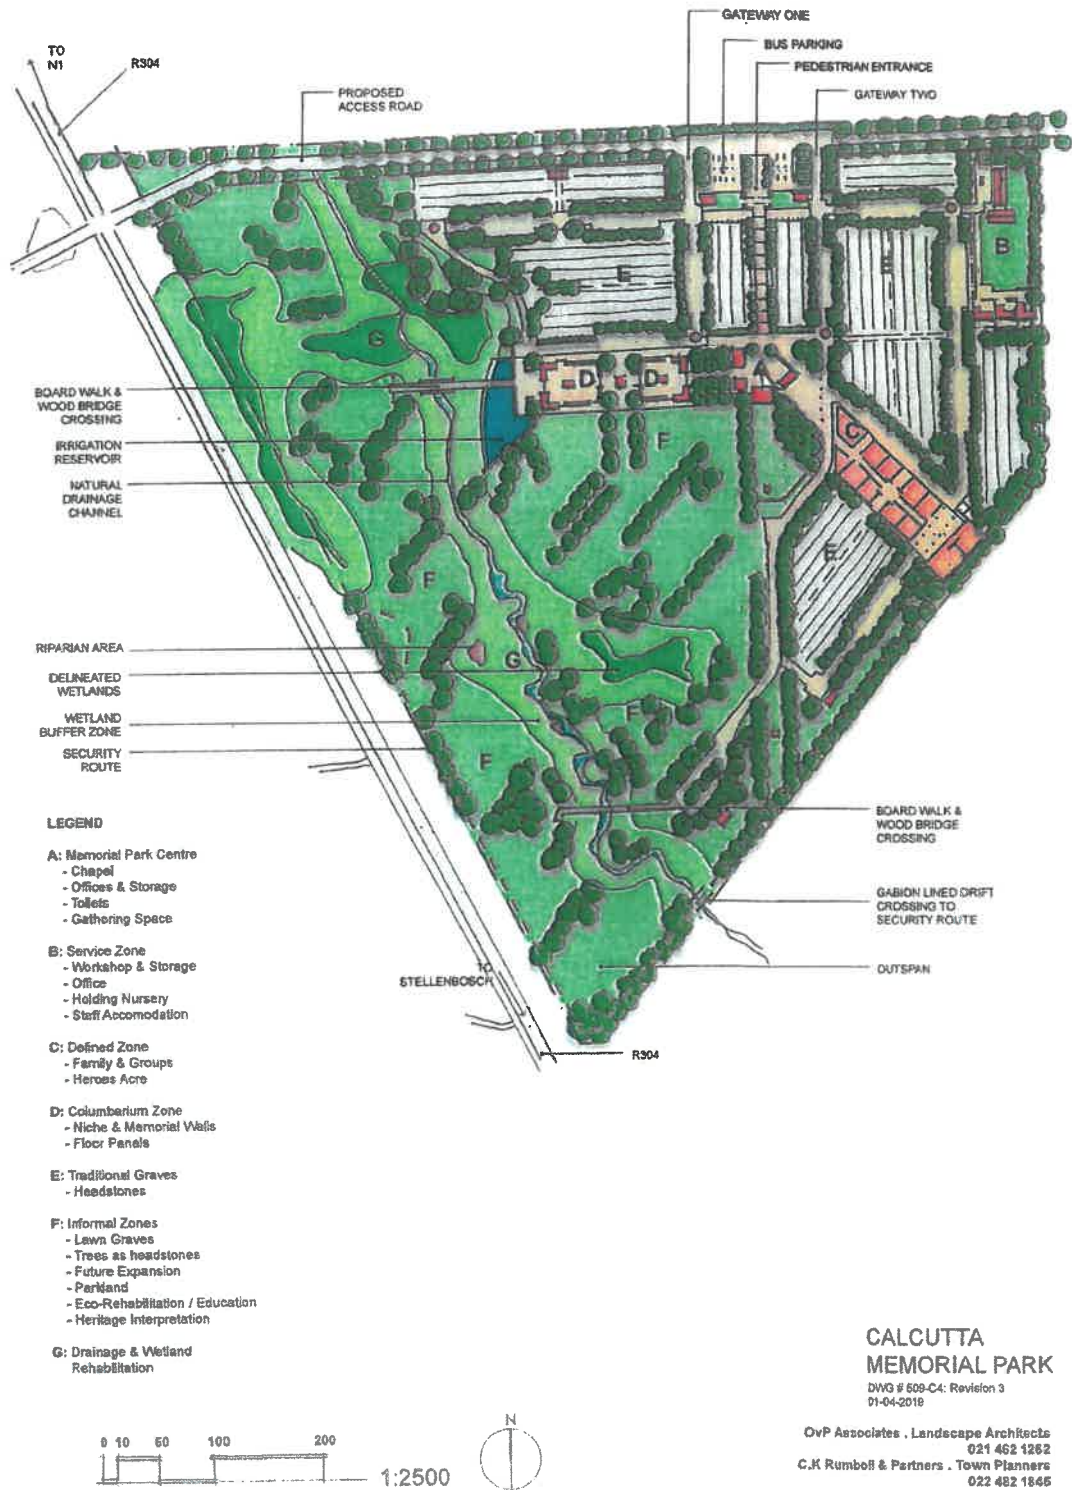 GATEWAY ONE
BUS PARKING
PEDESTRIAN ENTRANCE
GATEWAY TWO
TO
N1
R304
PROPOSED
ACCESS ROAD
B
E
E
G
D
D
A
BOARD WALK &
WOOD BRIDGE
CROSSING
IRRIGATION
RESERVOIR
NATURAL
DRAINAGE
CHANNEL
F
E
F
RIPARIAN AREA
DELINEATED
WETLANDS
WETLAND
BUFFER ZONE
SECURITY
ROUTE
G
F
F
BOARD WALK &
WOOD BRIDGE
CROSSING
GABION LINED DRIFT
CROSSING TO
SECURITY ROUTE
OUTSPAN
TO
STELLENBOSCH
R304
LEGEND
A: Memorial Park Centre
- Chapel
- Offices & Storage
- Toilets
- Gathering Space
B: Service Zone
- Workshop & Storage
- Office
- Holding Nursery
- Staff Accomodation
C: Defined Zone
- Family & Groups
- Heroes Acre
D: Columbarium Zone
- Niche & Memorial Walls
- Floor Panels
E: Traditional Graves
- Headstones
F: Informal Zones
- Lawn Graves
- Trees as headstones
- Future Expansion
- Parkland
- Eco-Rehabilitation / Education
- Heritage Interpretation
G: Drainage & Wetland
Rehabilitation
CALCUTTA
MEMORIAL PARK
DWG # 509-C4: Revision 3
01-04-2019
OvP Associates . Landscape Architects
021 462 1262
C.K Rumboll & Partners . Town Planners
022 482 1845
0 10 50 100 200
1:2500
N